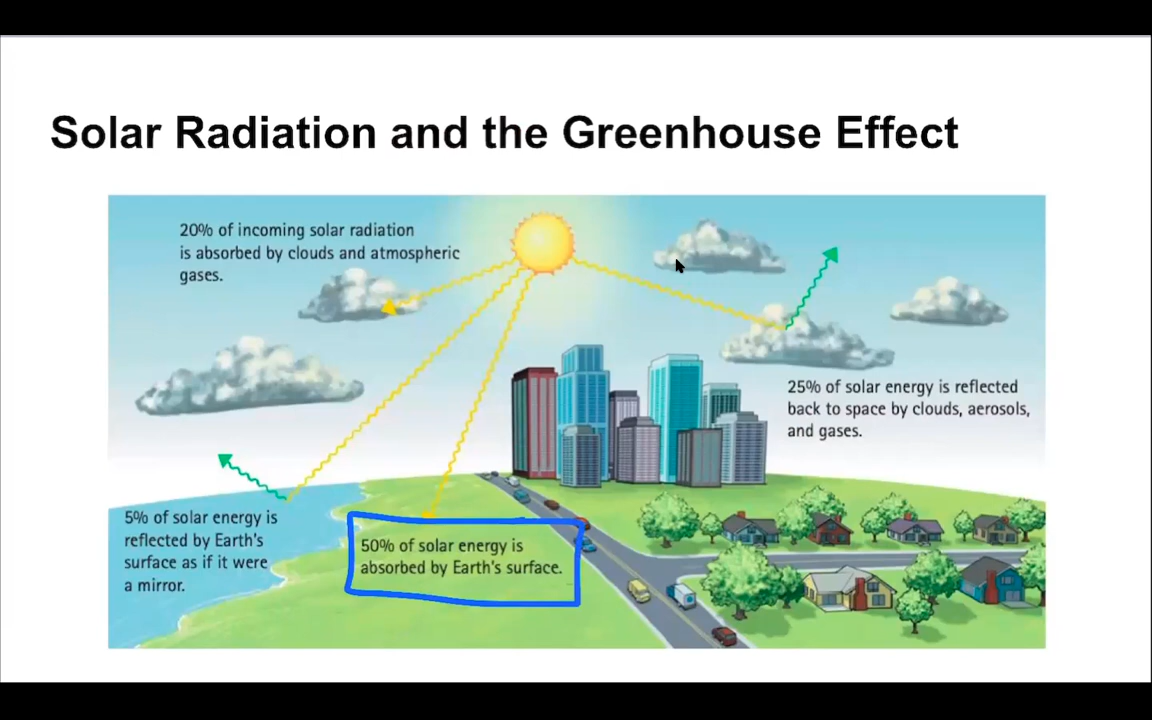 Solar Radiation and the Greenhouse Effect
20% of incoming solar radiation
is absorbed by clouds and atmospheric
gases.
25% of solar energy is reflected
back to space by clouds, aerosols,
and gases.
5% of solar energy is
reflected by Earth's
surface as if it were
a mirror.
50% of solar energy is
absorbed by Earth's surface.